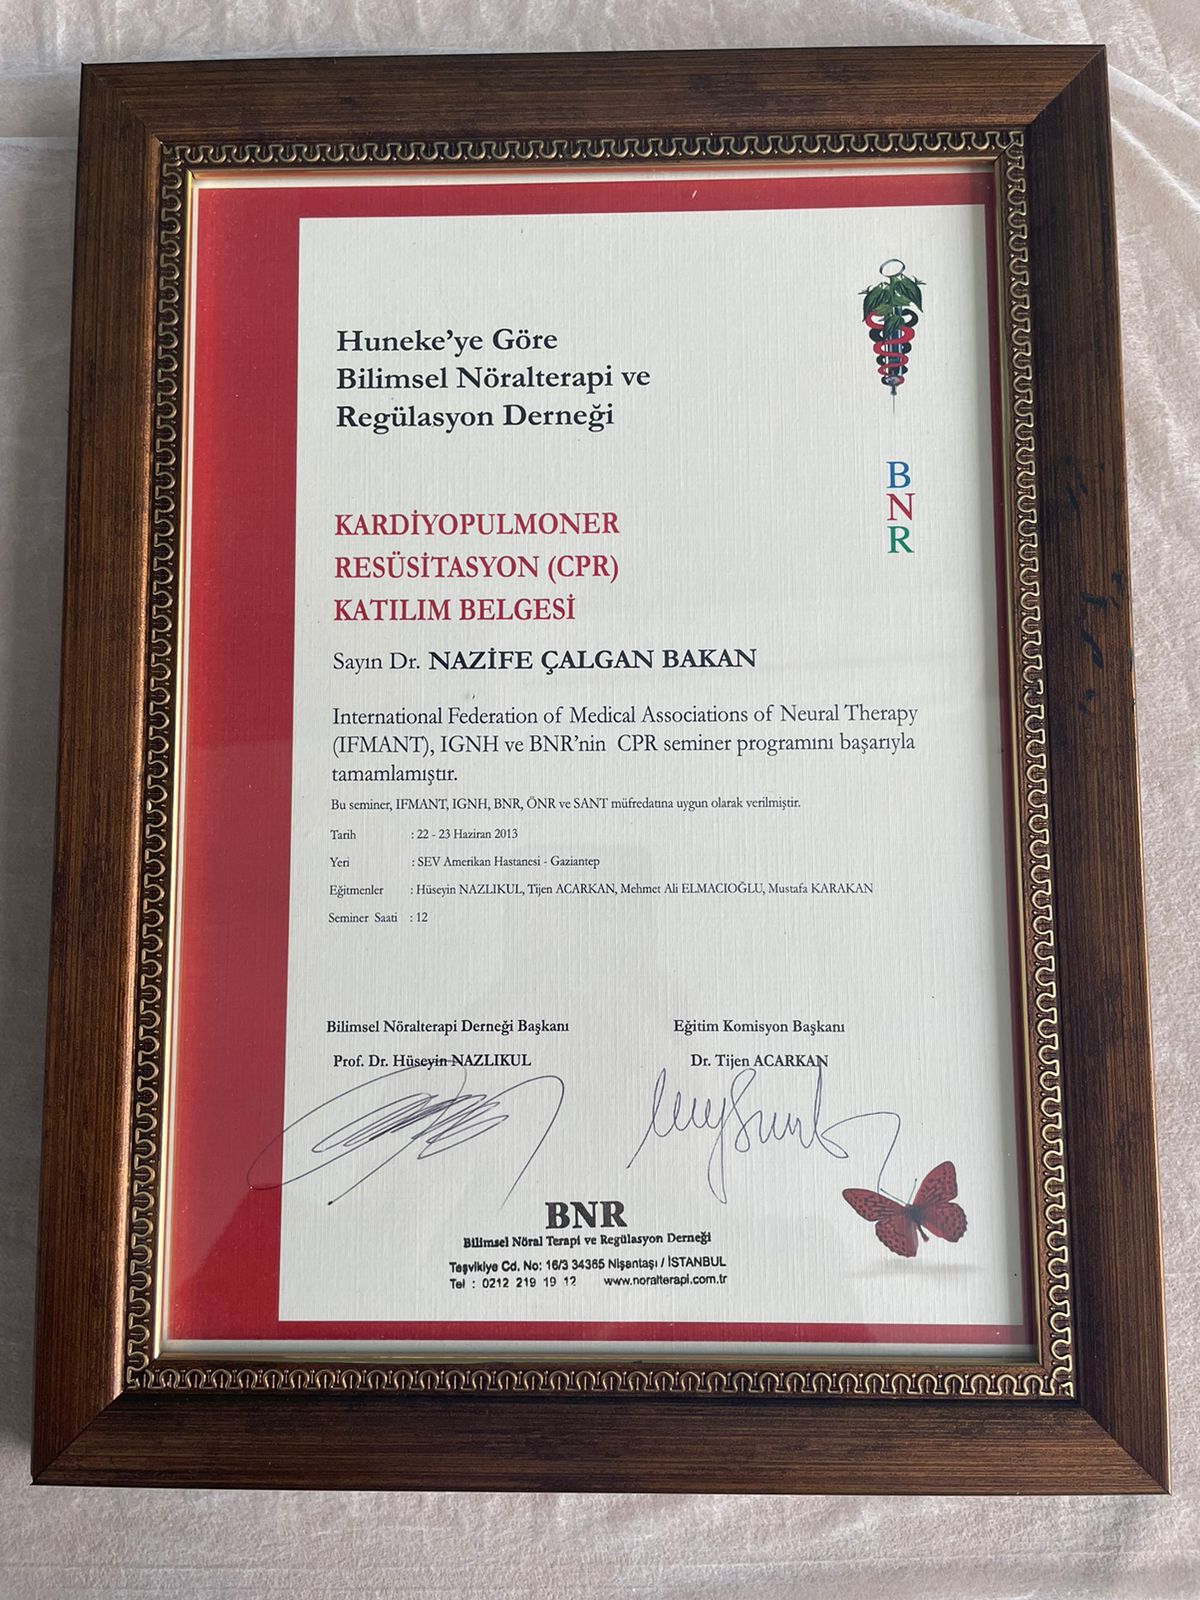 Huneke'ye Göre
Bilimsel Nöralterapi ve
Regülasyon Derneği
B
N
R
KARDİYOPULMONER
RESÜSİTASYON (CPR)
KATILIM BELGESİ
Sayın Dr. NAZİFE ÇALGAN BAKAN
International Federation of Medical Associations of Neural Therapy
(IFMANT), IGNH ve BNR'nin CPR seminer programını başarıyla
tamamlamıştır.
Bu seminer, IFMANT, IGNH, BNR, ÖNR ve SANT müfredatına uygun olarak verilmiştir.
Tarih : 22 - 23 Haziran 2013
Yeri : SEV Amerikan Hastanesi - Gaziantep
Eğitmenler : Hüseyin NAZLIKUL, Tijen ACARKAN, Mehmet Ali ELMACIOĞLU, Mustafa KARAKAN
Seminer Saati : 12
Bilimsel Nöralterapi Derneği Başkanı Eğitim Komisyon Başkanı
Prof. Dr. Hüseyin NAZLIKUL Dr. Tijen ACARKAN
BNR
Bilimsel Nöral Terapi ve Regülasyon Derneği
Teşvikiye Cd. No: 16/3 34365 Nişantaşı / İSTANBUL
Tel : 0212 219 19 12 www.noralterapi.com.tr